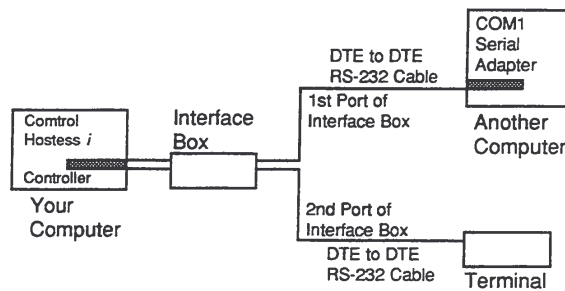 COM1
Serial
Adapter
DTE to DTE
RS-232 Cable
1st Port of
Interface Box
Another
Computer
Interface
Box
Comtrol
Hostess i
Controller
Your
Computer
2nd Port of
Interface Box
DTE to DTE
RS-232 Cable
Terminal